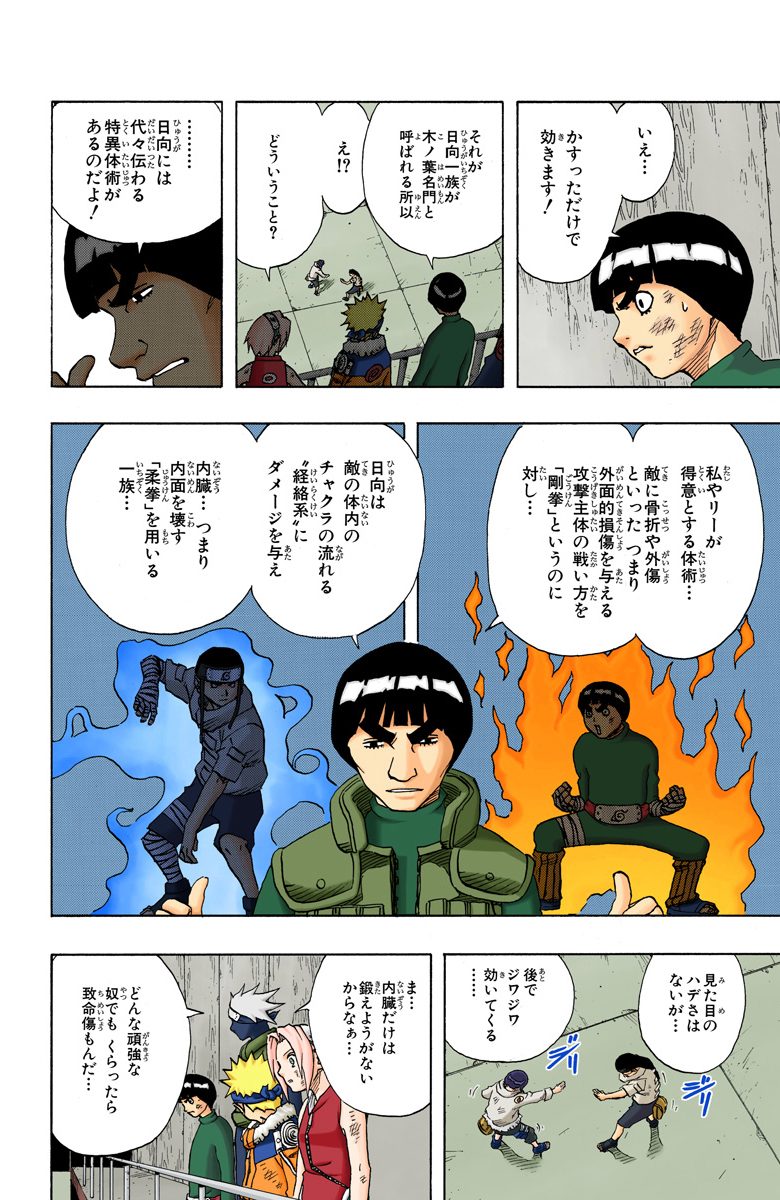 いえ…
かすっただけで
効きます!
それが
日向一族が
木ノ葉名門と
呼ばれる所以
え!?
どういうこと?
………
日向には
代々伝わる
特異体術が
あるのだよ!
私やリーが
得意とする体術…
敵に骨折や外傷
といった つまり
外面的損傷を与える
攻撃主体の戦い方を
「剛拳」というのに
対し…
日向は
敵の体内の
チャクラの流れる
〝経絡系〟に
ダメージを与え
内臓… つまり
内面を壊す
「柔拳」を用いる
一族…
見た目の
ハデさは
ないが…
後で
ジワジワ
効いてくる
ジリ
ジリ
ま…
内臓だけは
鍛えようがない
からなぁ…
どんな頑強な
奴でも くらったら
致命傷もんだ…